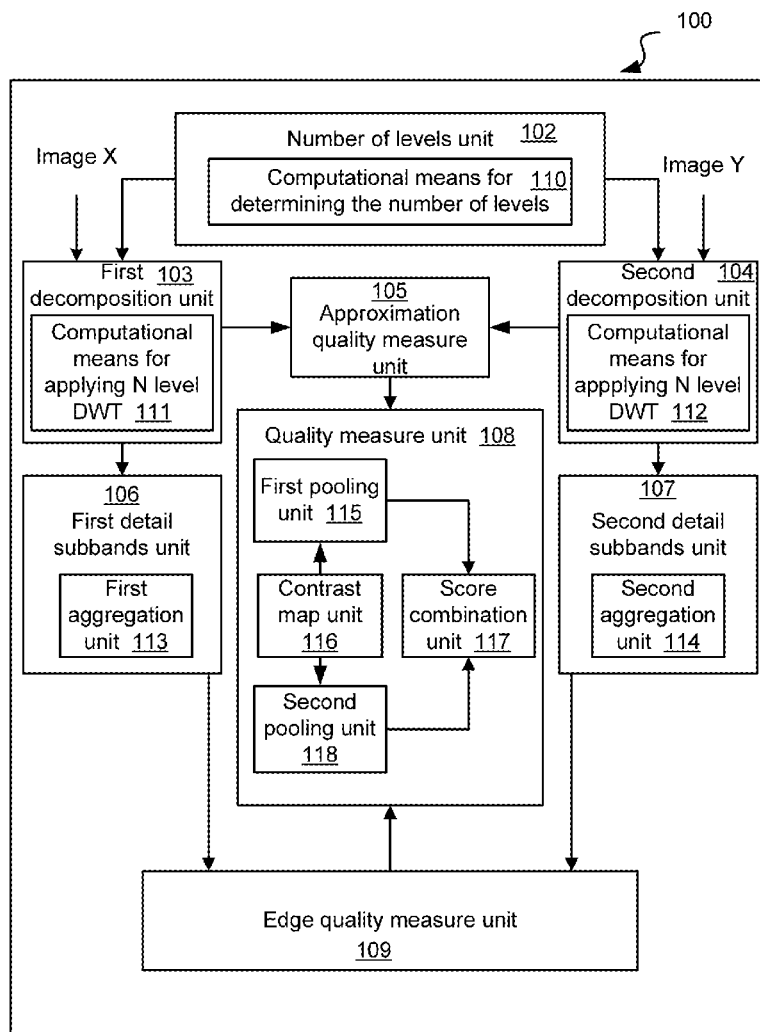 100
Number of levels unit 102
Computational means for 110
determining the number of levels
Image X
Image Y
First 103
decomposition unit
Computational
means for
applying N level
DWT 111
105
Approximation
quality measure
unit
Second 104
decomposition unit
Computational
means for
appplying N level
DWT 112
106
First detail
subbands unit
First
aggregation
unit 113
Quality measure unit 108
First pooling
unit 115
Contrast
map unit
116
Score
combination
unit 117
Second
pooling unit
118
107
Second detail
subbands unit
Second
aggregation
unit 114
Edge quality measure unit
109